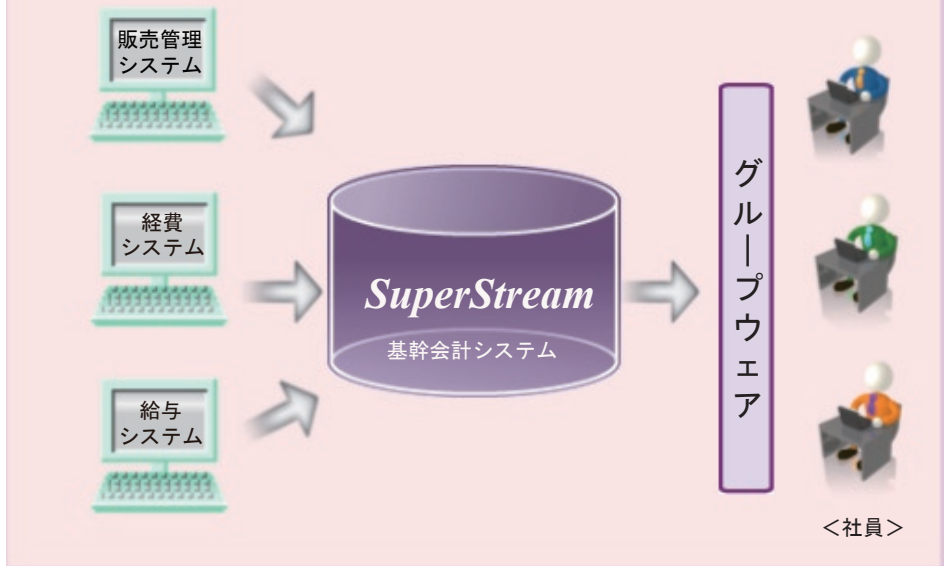 販売管理
システム
経費
システム
給与
システム
SuperStream
基幹会計システム
グループウェア
＜社員＞